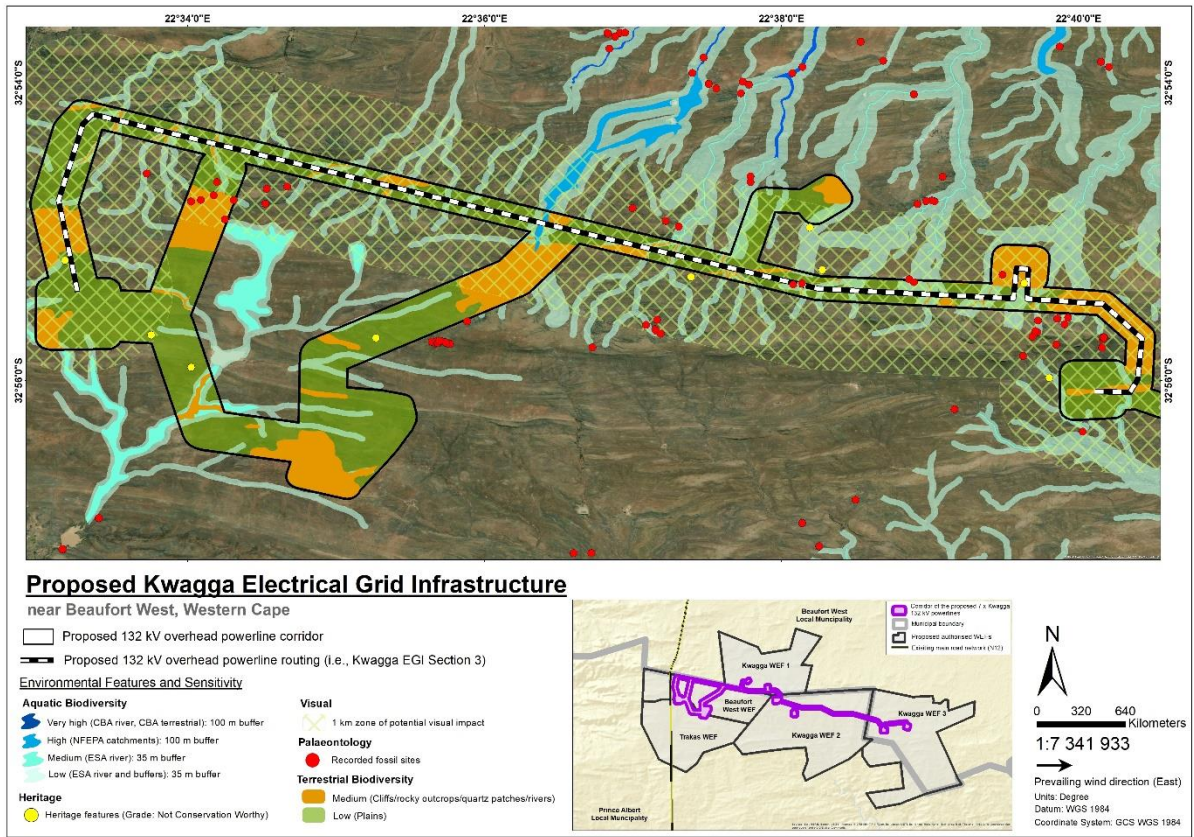 22°34'0"E 22°36'0"E 22°38'0"E 22°40'0"E
32°54'0"S 32°54'0"S
32°56'0"S 32°56'0"S
Proposed Kwagga Electrical Grid Infrastructure
near Beaufort West, Western Cape
Proposed 132 kV overhead powerline corridor
Proposed 132 kV overhead powerline routing (i.e., Kwagga EGI Section 3)
Environmental Features and Sensitivity
Aquatic Biodiversity
Very high (CBA river, CBA terrestrial): 100 m buffer
High (NFEPA catchments): 100 m buffer
Medium (ESA river): 35 m buffer
Low (ESA river and buffers): 35 m buffer
Heritage
Heritage features (Grade: Not Conservation Worthy)
Visual
1 km zone of potential visual impact
Palaeontology
Recorded fossil sites
Terrestrial Biodiversity
Medium (Cliffs/rocky outcrops/quartz patches/rivers)
Low (Plains)
Beaufort West
Local Municipality
Corridor of the proposed 7 x Kwagga
132 kV powerlines
Municipal boundary
Proposed authorised WEFs
Existing main road network (N12)
Kwagga WEF 1
Beaufort
West WEF
Kwagga WEF 3
Trakas WEF
Kwagga WEF 2
Prince Albert
Local Municipality
N
0 320 640
Kilometers
1:7 341 933
Prevailing wind direction (East)
Units: Degree
Datum: WGS 1984
Coordinate System: GCS WGS 1984